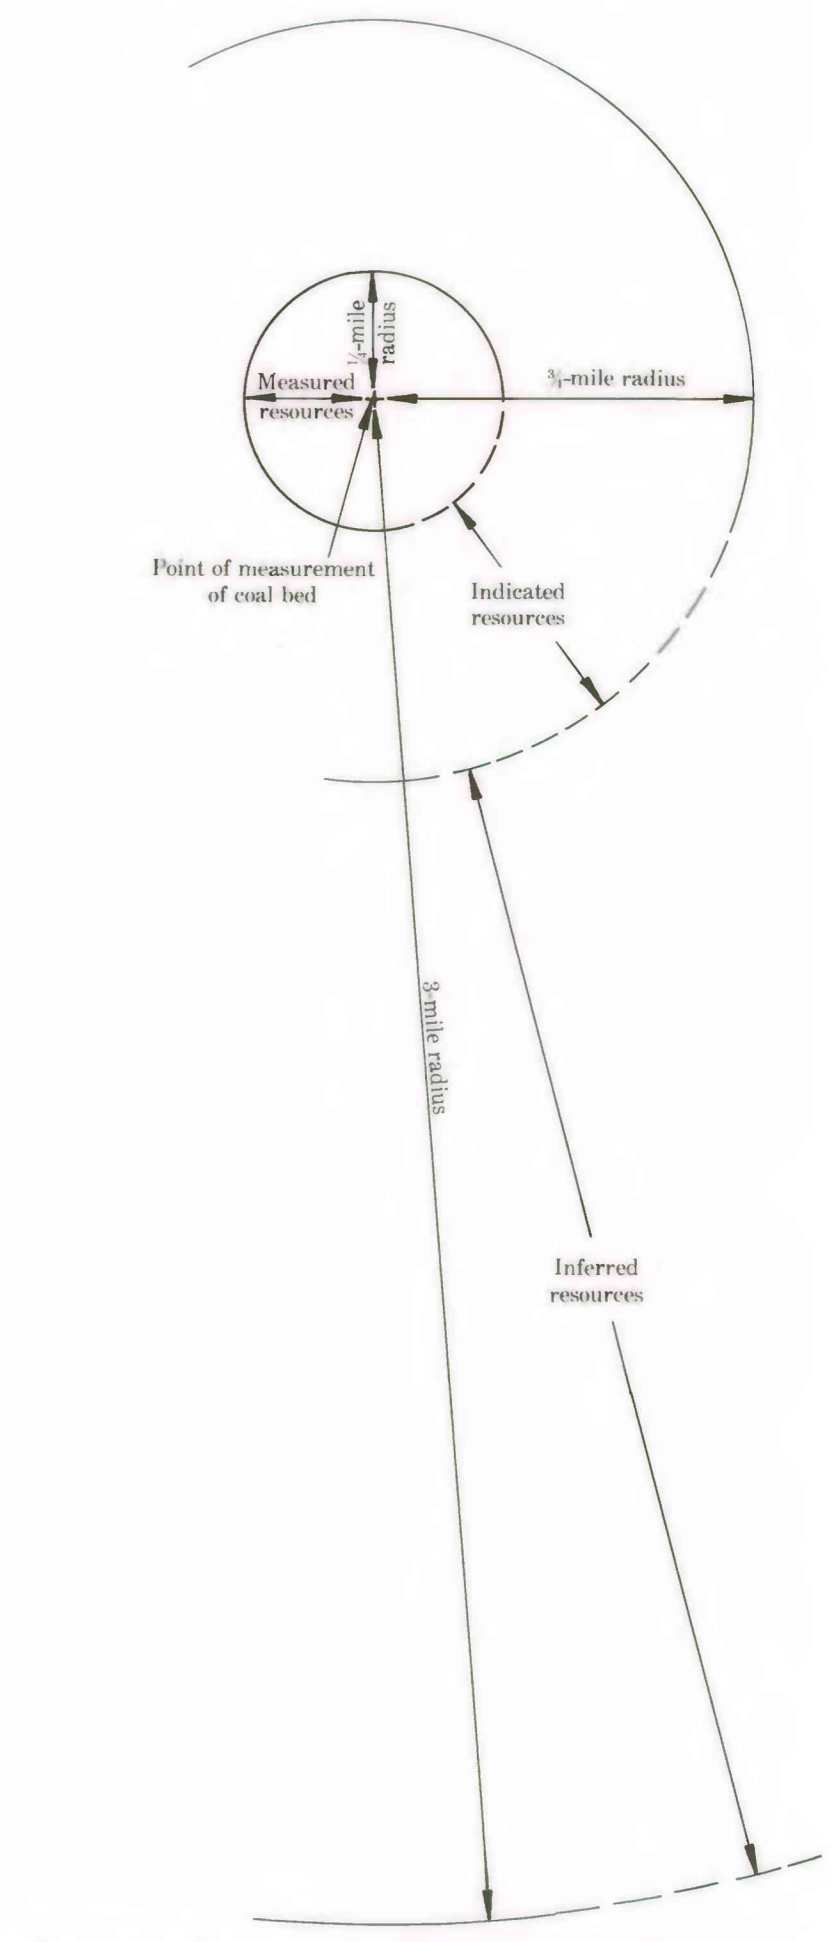 ¼-mile
radius
Measured
resources
¾-mile radius
Point of measurement
of coal bed
Indicated
resources
3-mile radius
Inferred
resources